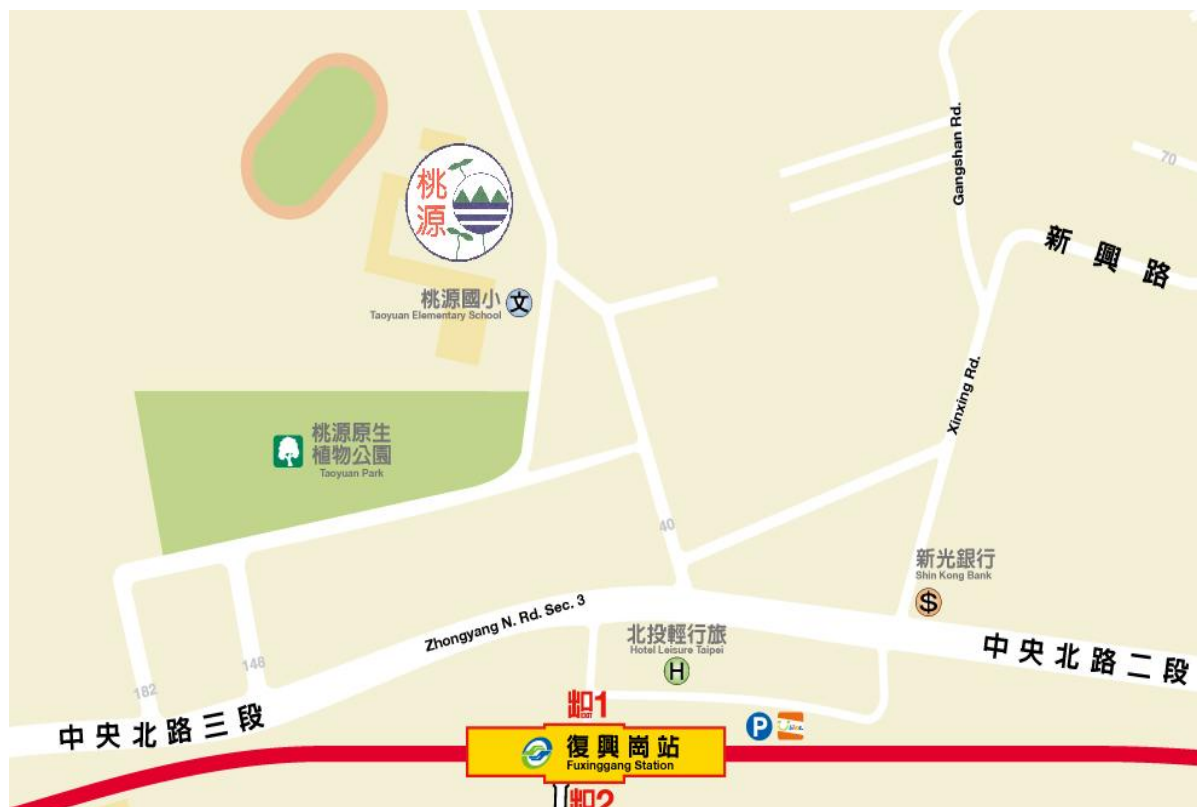 Gangshan Rd.
70
桃
源
新興路
桃源國小
文
Taoyuan Elementary School
Xinxing Rd.
桃源原生
植物公園
Taoyuan Park
40
新光銀行
Shin Kong Bank
$
Zhongyang N. Rd. Sec. 3
北投輕行旅
Hotel Leisure Taipei
H
中央北路二段
148
182
中央北路三段
出口1
EXIT
P
復興崗站
Fuxinggang Station
出口2